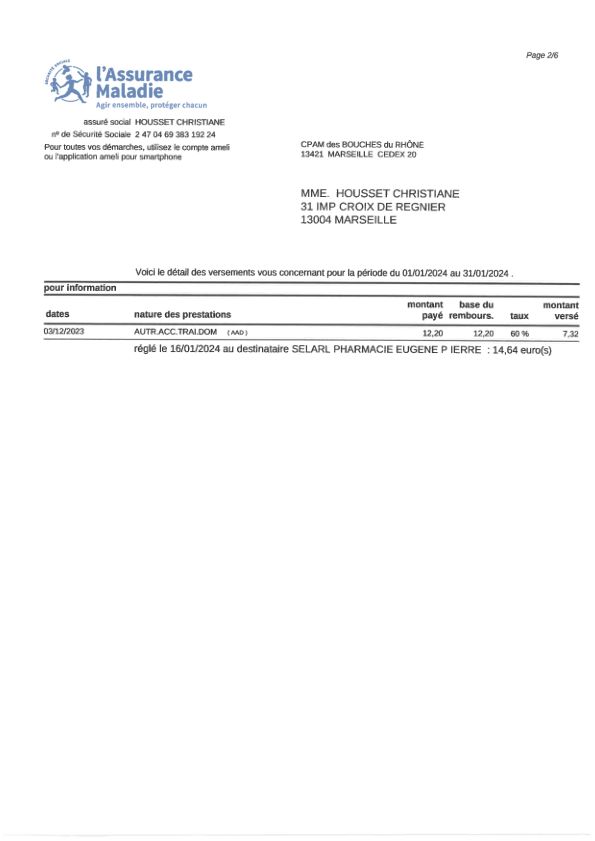 Page 2/6
SÉCURITÉ SOCIALE
l'Assurance
Maladie
Agir ensemble, protéger chacun
assuré social HOUSSET CHRISTIANE
n° de Sécurité Sociale 2 47 04 69 383 192 24
Pour toutes vos démarches, utilisez le compte ameli
ou l'application ameli pour smartphone
CPAM des BOUCHES du RHÔNE
13421 MARSEILLE CEDEX 20
MME. HOUSSET CHRISTIANE
31 IMP CROIX DE REGNIER
13004 MARSEILLE
Voici le détail des versements vous concernant pour la période du 01/01/2024 au 31/01/2024 .
pour information
dates nature des prestations montant payé base du rembours. taux montant versé
03/12/2023 AUTR.ACC.TRAI.DOM ( AAD ) 12,20 12,20 60 % 7,32
réglé le 16/01/2024 au destinataire SELARL PHARMACIE EUGENE P IERRE : 14,64 euro(s)